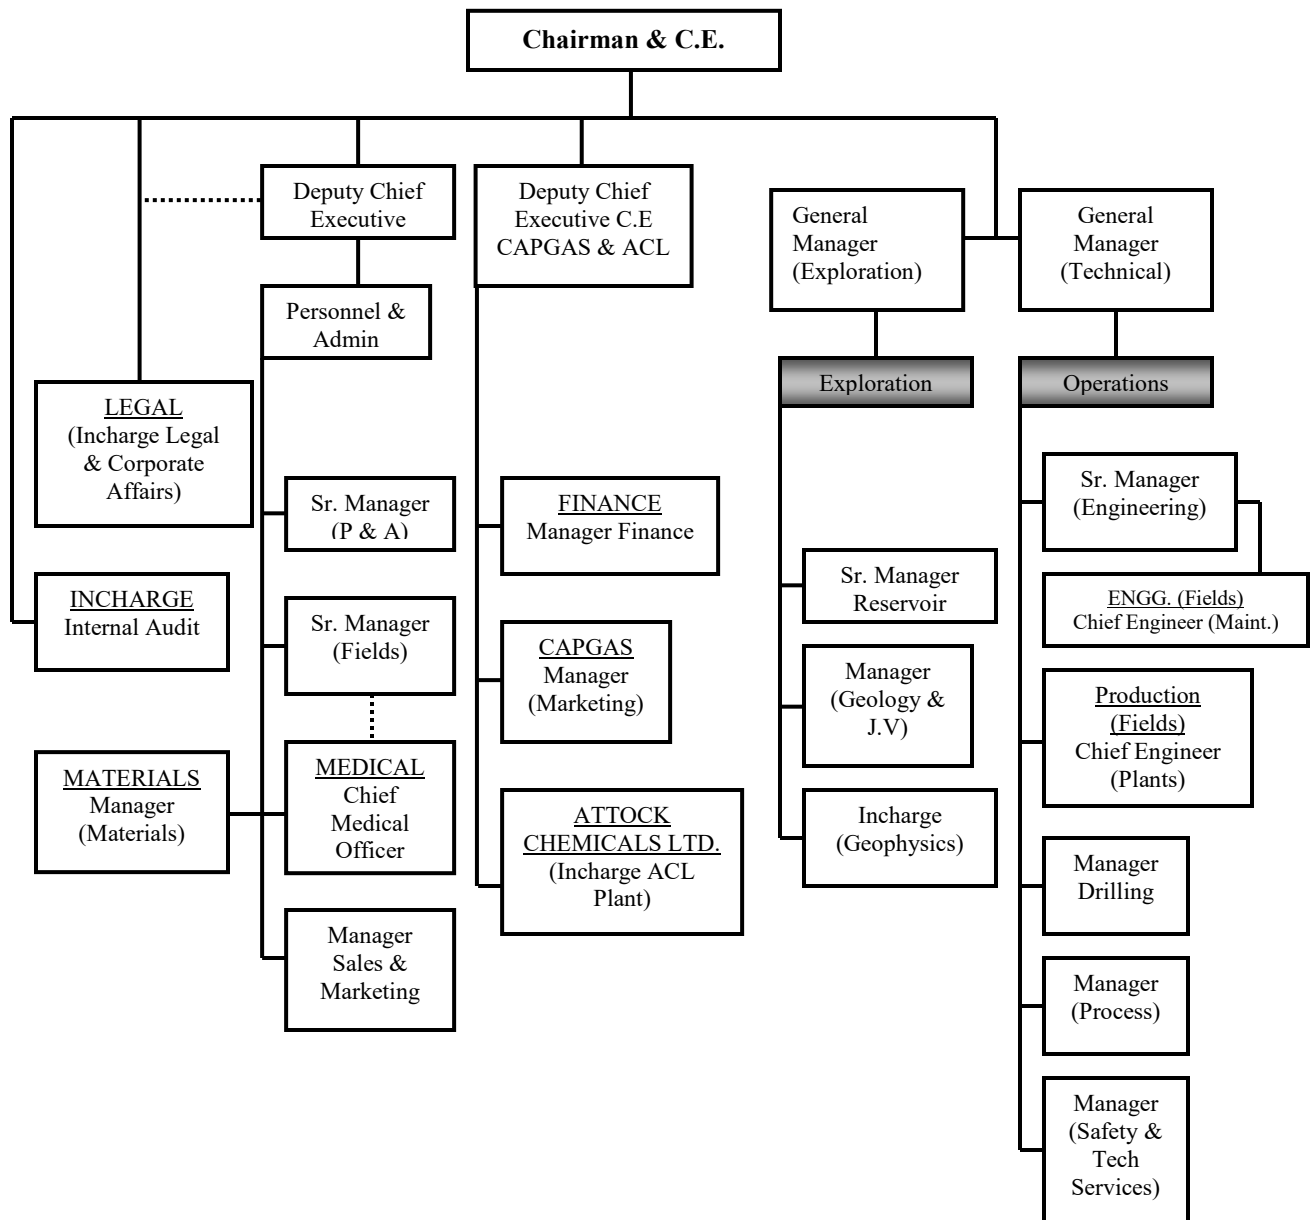 Chairman & C.E.
Deputy Chief
Executive
Deputy Chief
Executive C.E
CAPGAS & ACL
General
Manager
(Exploration)
General
Manager
(Technical)
Personnel &
Admin
Exploration
Operations
LEGAL
(Incharge Legal
& Corporate
Affairs)
Sr. Manager
(P & A)
FINANCE
Manager Finance
Sr. Manager
(Engineering)
INCHARGE
Internal Audit
Sr. Manager
(Fields)
CAPGAS
Manager
(Marketing)
Sr. Manager
Reservoir
ENGG. (Fields)
Chief Engineer (Maint.)
Manager
(Geology &
J.V)
Production
(Fields)
Chief Engineer
(Plants)
MATERIALS
Manager
(Materials)
MEDICAL
Chief
Medical
Officer
ATTOCK
CHEMICALS LTD.
(Incharge ACL
Plant)
Incharge
(Geophysics)
Manager
Drilling
Manager
Sales &
Marketing
Manager
(Process)
Manager
(Safety &
Tech
Services)